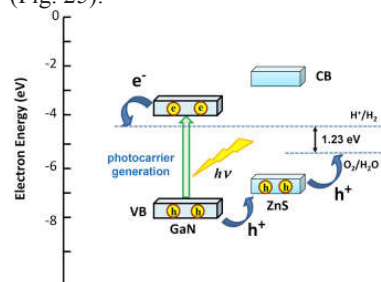 (Fig. 25).
0
-2
-4
-6
-8
Electron Energy (eV)
e-
e e
CB
H+/H2
1.23 eV
O2/H2O
photocarrier
generation
hν
VB
h h
GaN
h+
h h
ZnS
h+